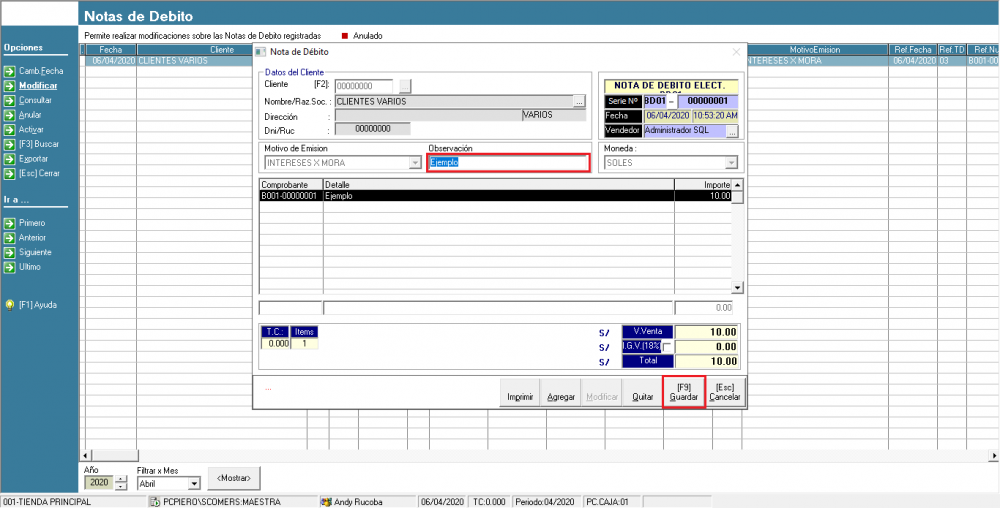 Notas de Debito
Permite realizar modificaciones sobre las Notas de Debito registradas
Anulado
Opciones
Camb.Fecha
Modificar
Consultar
Anular
Activar
[F3] Buscar
Exportar
[Esc] Cerrar
Ir a ...
Primero
Anterior
Siguiente
Ultimo
[F1] Ayuda
Fecha Cliente MotivoEmision Ref.Fecha Ref.TD Ref.Nu
06/04/2020 CLIENTES VARIOS NTERESES X MORA 06/04/2020 03 B001-00
Nota de Débito
Datos del Cliente
Cliente [F2]: 00000000
Nombre/Raz.Soc. : CLIENTES VARIOS ...
Dirección : VARIOS
Dni/Ruc : 00000000
NOTA DE DEBITO ELECT.
Serie Nº BD01 - 00000001
Fecha 06/04/2020 10:53:20 AM
Vendedor Administrador SQL ...
Motivo de Emision
INTERESES X MORA
Observación
Ejemplo
Moneda :
SOLES
Comprobante Detalle Importe
B001-00000001 Ejemplo 10.00
0.00
T.C.: Items
0.000 1
S/ V.Venta 10.00
S/ I.G.V.(18%) 0.00
S/ Total 10.00
...
Imprimir
Agregar
Modificar
Quitar
[F9] Guardar
[Esc] Cancelar
Año
2020
Filtrar x Mes
Abril
<Mostrar>
001-TIENDA PRINCIPAL PCPIERO\SCOMERS:MAESTRA Andy Rucoba 06/04/2020 TC:0.000 Periodo:04/2020 PC.CAJA:01